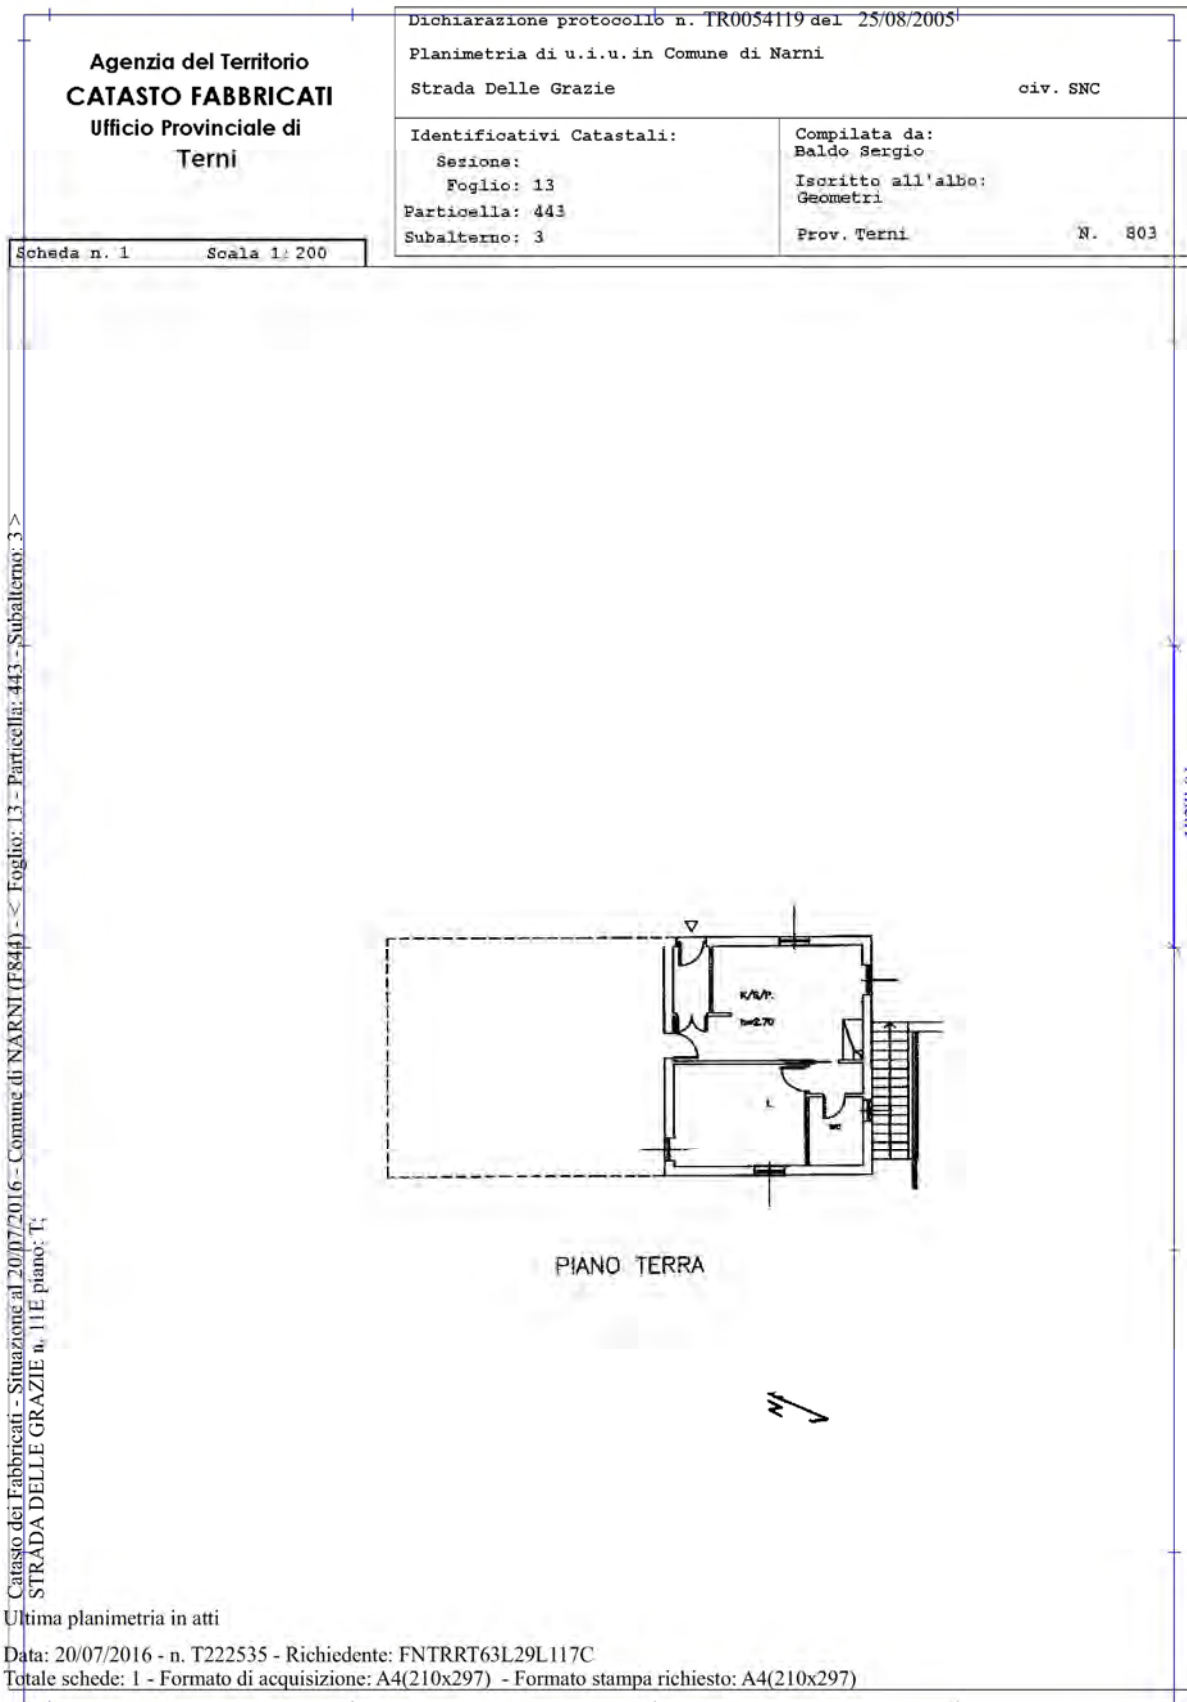 Agenzia del Territorio
CATASTO FABBRICATI
Ufficio Provinciale di
Terni
Dichiarazione protocollo n. TR0054119 del 25/08/2005
Planimetria di u.i.u. in Comune di Narni
Strada Delle Grazie civ. SNC
Identificativi Catastali:
Sezione:
Foglio: 13
Particella: 443
Subalterno: 3
Compilata da:
Baldo Sergio
Iscritto all'albo:
Geometri
Prov. Terni N. 803
Scheda n. 1 Scala 1:200
Catasto dei Fabbricati - Situazione al 20/07/2016 - Comune di NARNI (F844) - < Foglio: 13 - Particella: 443 - Subalterno: 3 >
STRADA DELLE GRAZIE n. 11E piano: T;
K/S/P.
h=2.70
L
WC
PIANO TERRA
N
Ultima planimetria in atti
Data: 20/07/2016 - n. T222535 - Richiedente: FNTRRT63L29L117C
Totale schede: 1 - Formato di acquisizione: A4(210x297) - Formato stampa richiesto: A4(210x297)